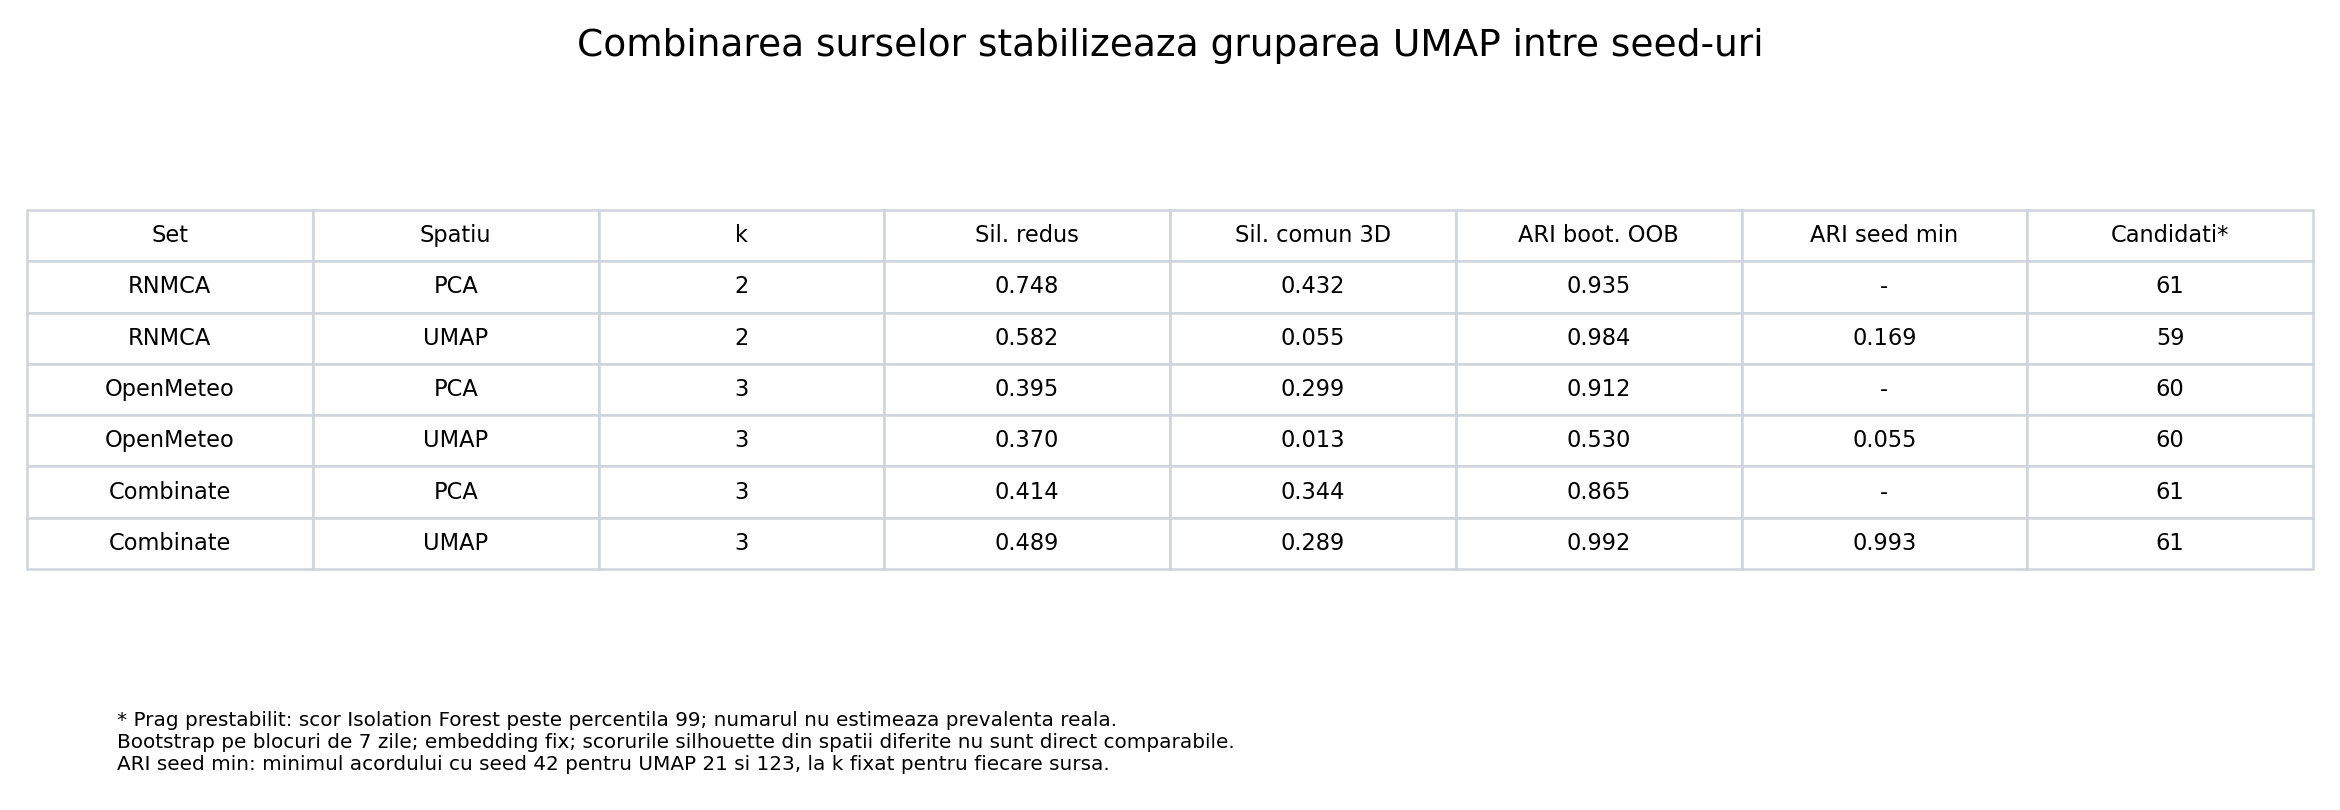 Combinarea surselor stabilizeaza gruparea UMAP intre seed-uri
Set Spatiu k Sil. redus Sil. comun 3D ARI boot. OOB ARI seed min Candidati*
RNMCA PCA 2 0.748 0.432 0.935 - 61
RNMCA UMAP 2 0.582 0.055 0.984 0.169 59
OpenMeteo PCA 3 0.395 0.299 0.912 - 60
OpenMeteo UMAP 3 0.370 0.013 0.530 0.055 60
Combinate PCA 3 0.414 0.344 0.865 - 61
Combinate UMAP 3 0.489 0.289 0.992 0.993 61
* Prag prestabilit: scor Isolation Forest peste percentila 99; numarul nu estimeaza prevalenta reala.
Bootstrap pe blocuri de 7 zile; embedding fix; scorurile silhouette din spatii diferite nu sunt direct comparabile.
ARI seed min: minimul acordului cu seed 42 pentru UMAP 21 si 123, la k fixat pentru fiecare sursa.